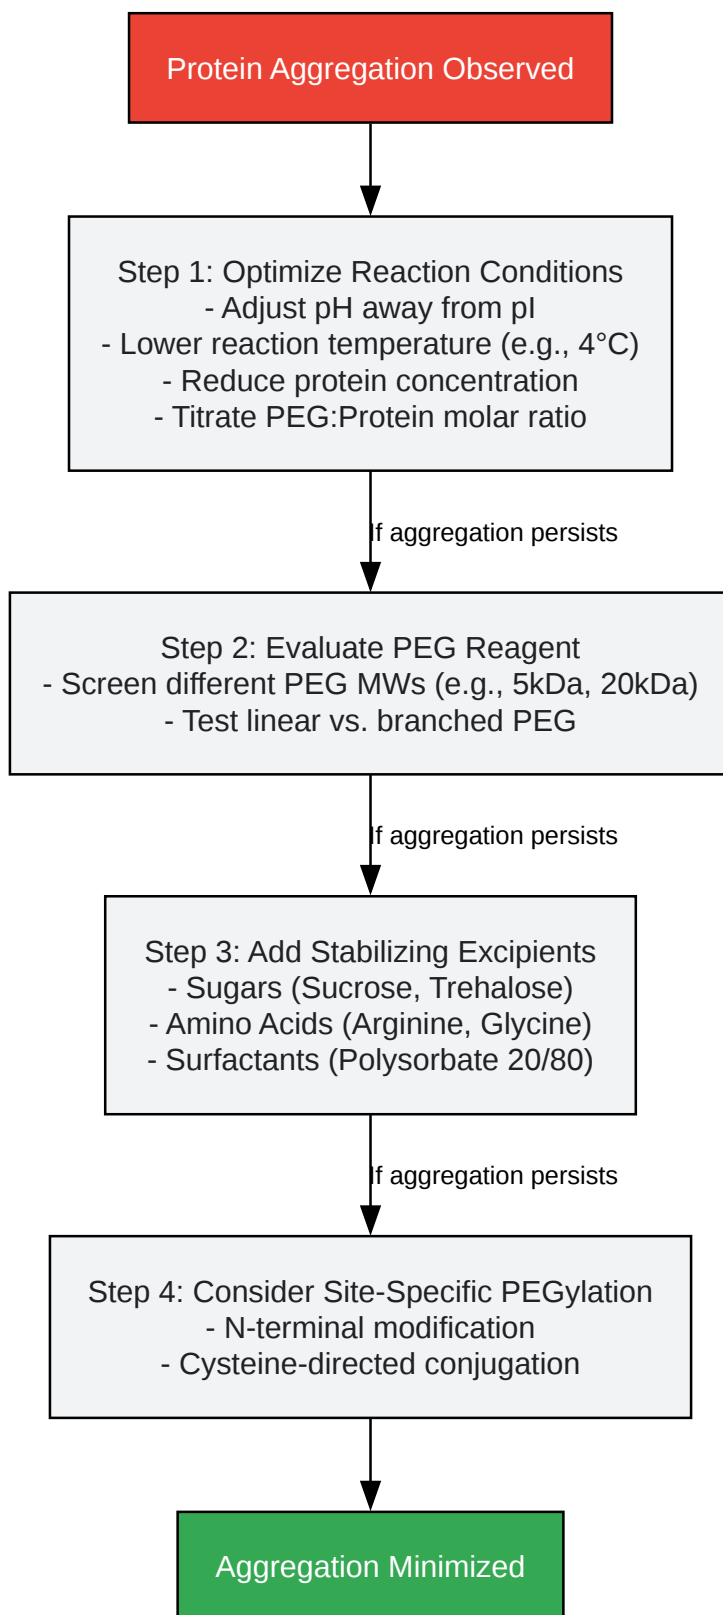 Protein Aggregation Observed
Step 1: Optimize Reaction Conditions
- Adjust pH away from pI
- Lower reaction temperature (e.g., 4°C)
- Reduce protein concentration
- Titrate PEG:Protein molar ratio
If aggregation persists
Step 2: Evaluate PEG Reagent
- Screen different PEG MWs (e.g., 5kDa, 20kDa)
- Test linear vs. branched PEG
If aggregation persists
Step 3: Add Stabilizing Excipients
- Sugars (Sucrose, Trehalose)
- Amino Acids (Arginine, Glycine)
- Surfactants (Polysorbate 20/80)
If aggregation persists
Step 4: Consider Site-Specific PEGylation
- N-terminal modification
- Cysteine-directed conjugation
Aggregation Minimized